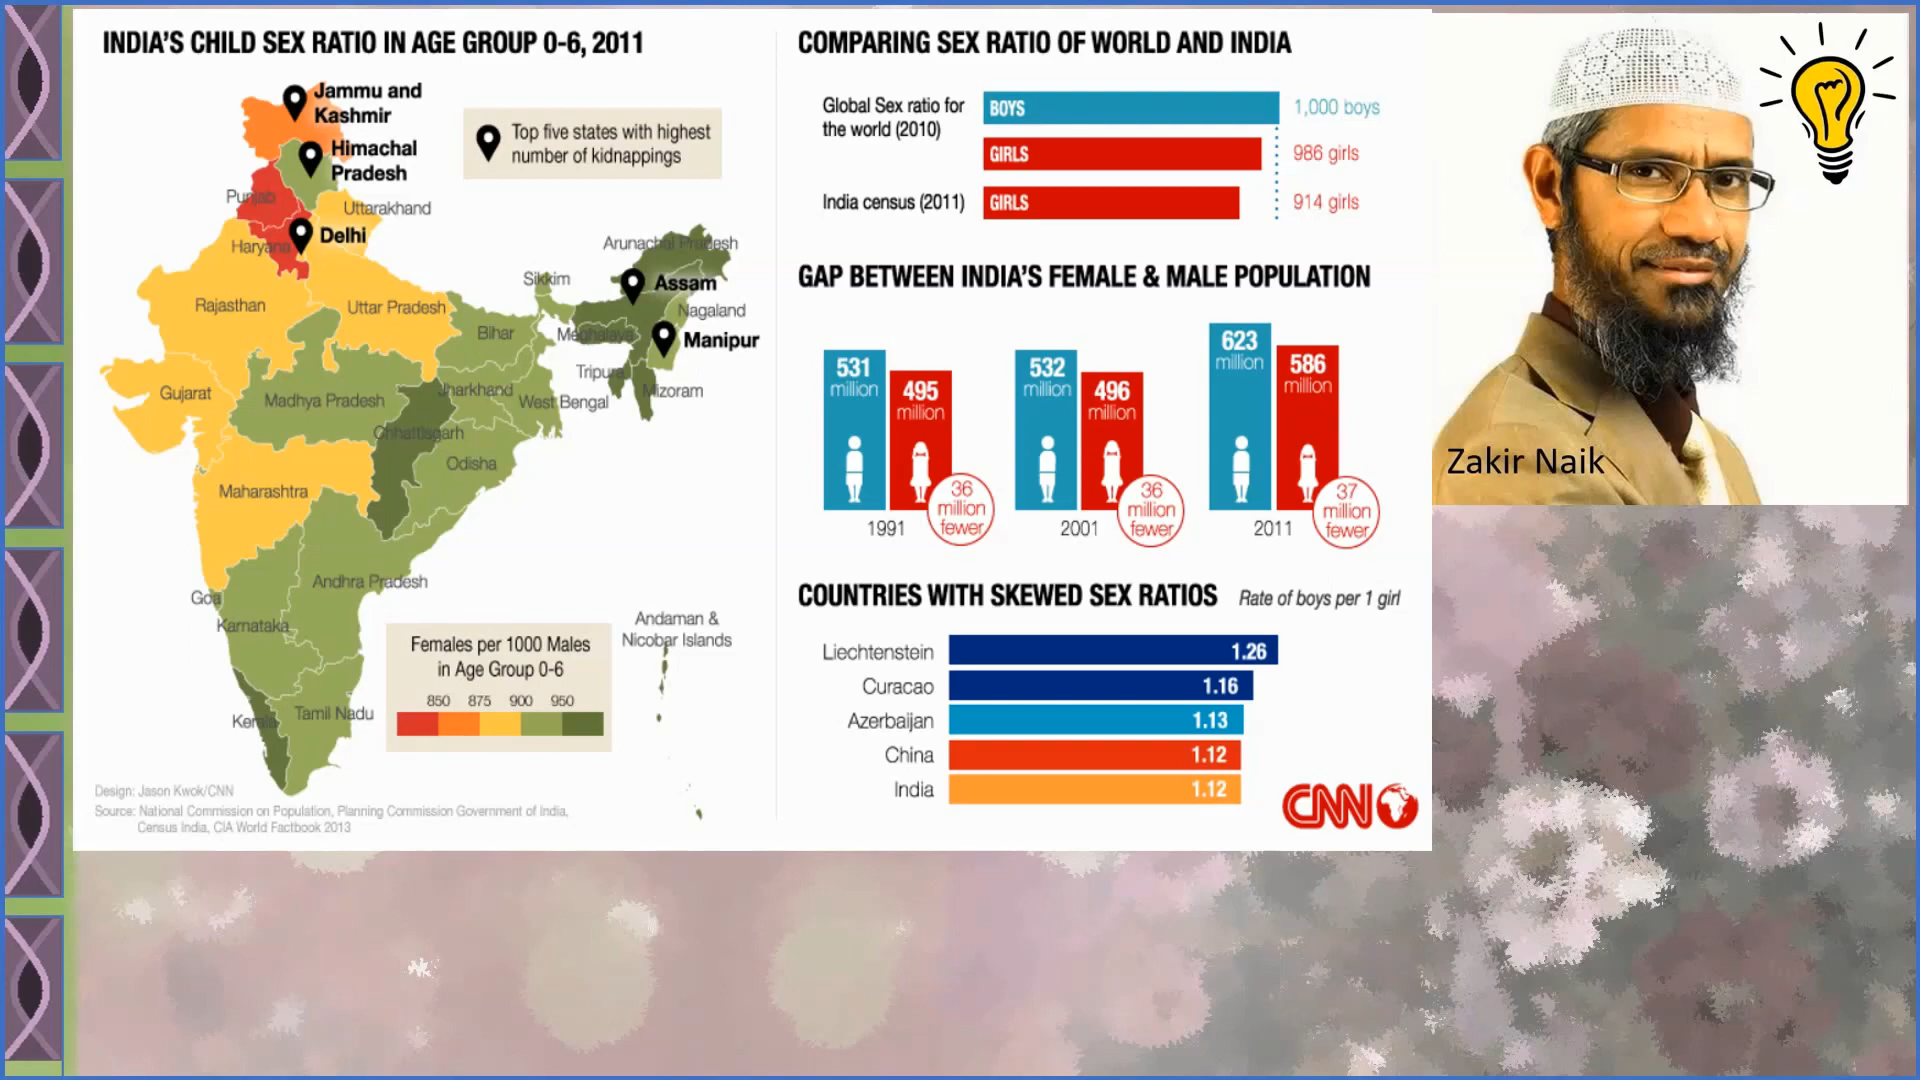 INDIA'S CHILD SEX RATIO IN AGE GROUP 0-6, 2011
Jammu and
Kashmir
Himachal
Pradesh
Top five states with highest
number of kidnappings
Punjab
Uttarakhand
Delhi
Haryana
Arunachal Pradesh
Sikkim
Assam
Rajasthan
Uttar Pradesh
Nagaland
Bihar
Meghalaya
Manipur
Tripura
Gujarat
Madhya Pradesh
Jharkhand
West Bengal
Mizoram
Chhattisgarh
Odisha
Maharashtra
Andhra Pradesh
Goa
Karnataka
Andaman &
Nicobar Islands
Kerala
Tamil Nadu
Females per 1000 Males
in Age Group 0-6
850 875 900 950
Design: Jason Kwok/CNN
Source: National Commission on Population, Planning Commission Government of India,
Census India, CIA World Factbook 2013
COMPARING SEX RATIO OF WORLD AND INDIA
Global Sex ratio for
the world (2010)
BOYS
1,000 boys
GIRLS
986 girls
India census (2011)
GIRLS
914 girls
GAP BETWEEN INDIA'S FEMALE & MALE POPULATION
531
million
495
million
36
million
fewer
1991
532
million
496
million
36
million
fewer
2001
623
million
586
million
37
million
fewer
2011
COUNTRIES WITH SKEWED SEX RATIOS Rate of boys per 1 girl
Liechtenstein 1.26
Curacao 1.16
Azerbaijan 1.13
China 1.12
India 1.12
CNN
Zakir Naik